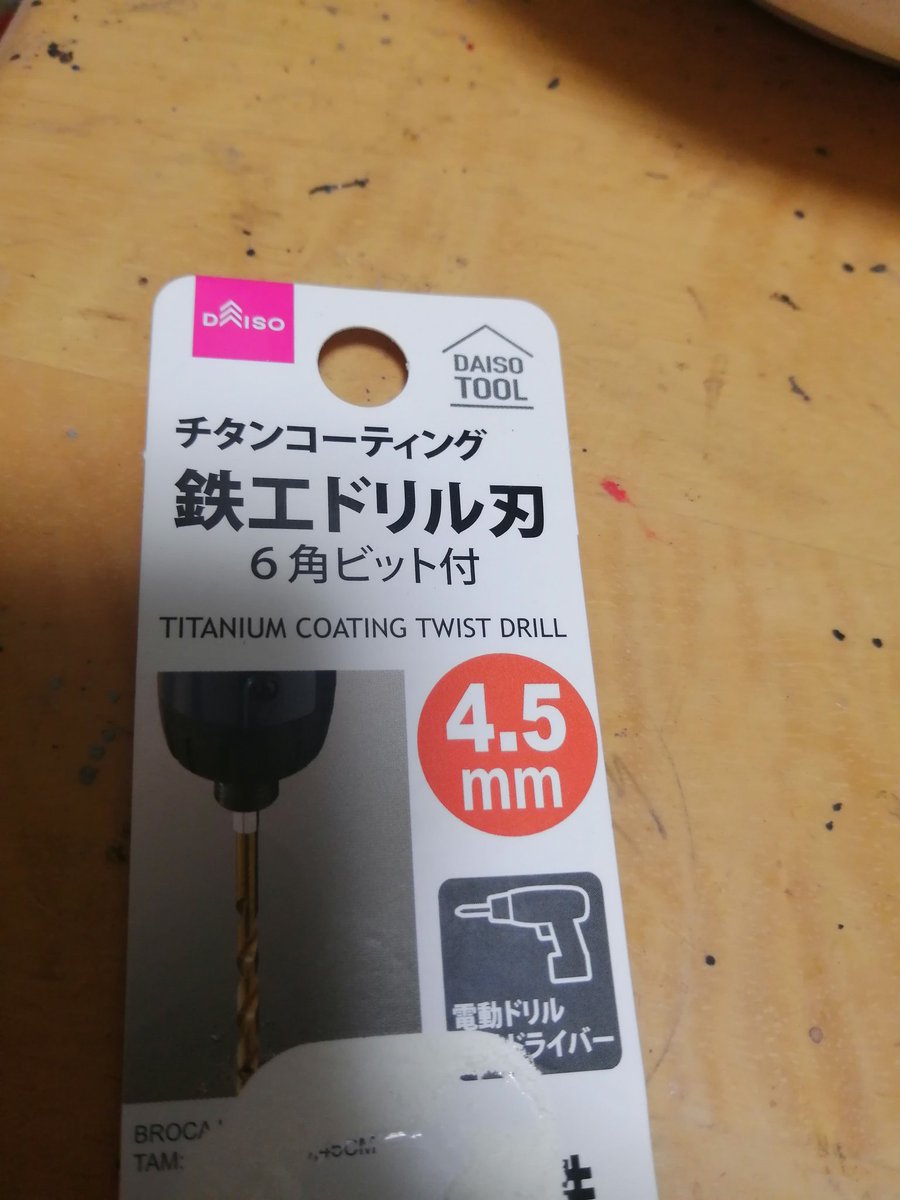 DAISO
DAISO
TOOL
チタンコーティング
鉄工ドリル刃
6角ビット付
TITANIUM COATING TWIST DRILL
4.5
mm
電動ドリル
ドライバー
TAM: